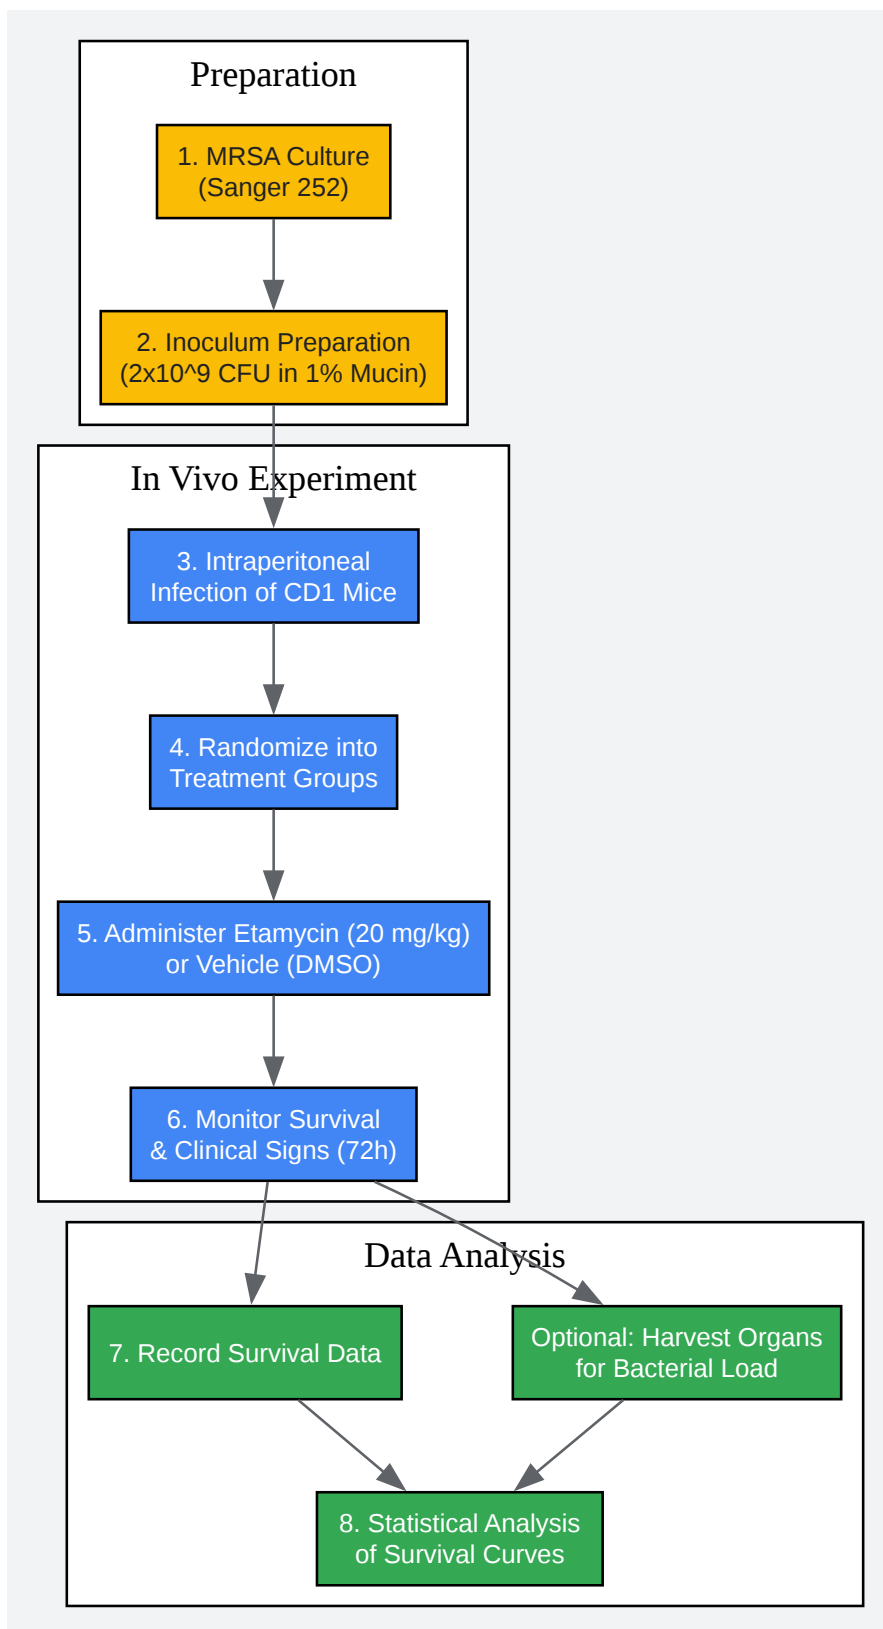 Preparation
1. MRSA Culture
(Sanger 252)
2. Inoculum Preparation
(2x10^9 CFU in 1% Mucin)
In Vivo Experiment
3. Intraperitoneal
Infection of CD1 Mice
4. Randomize into
Treatment Groups
5. Administer Etamycin (20 mg/kg)
or Vehicle (DMSO)
6. Monitor Survival
& Clinical Signs (72h)
Data Analysis
7. Record Survival Data
Optional: Harvest Organs
for Bacterial Load
8. Statistical Analysis
of Survival Curves